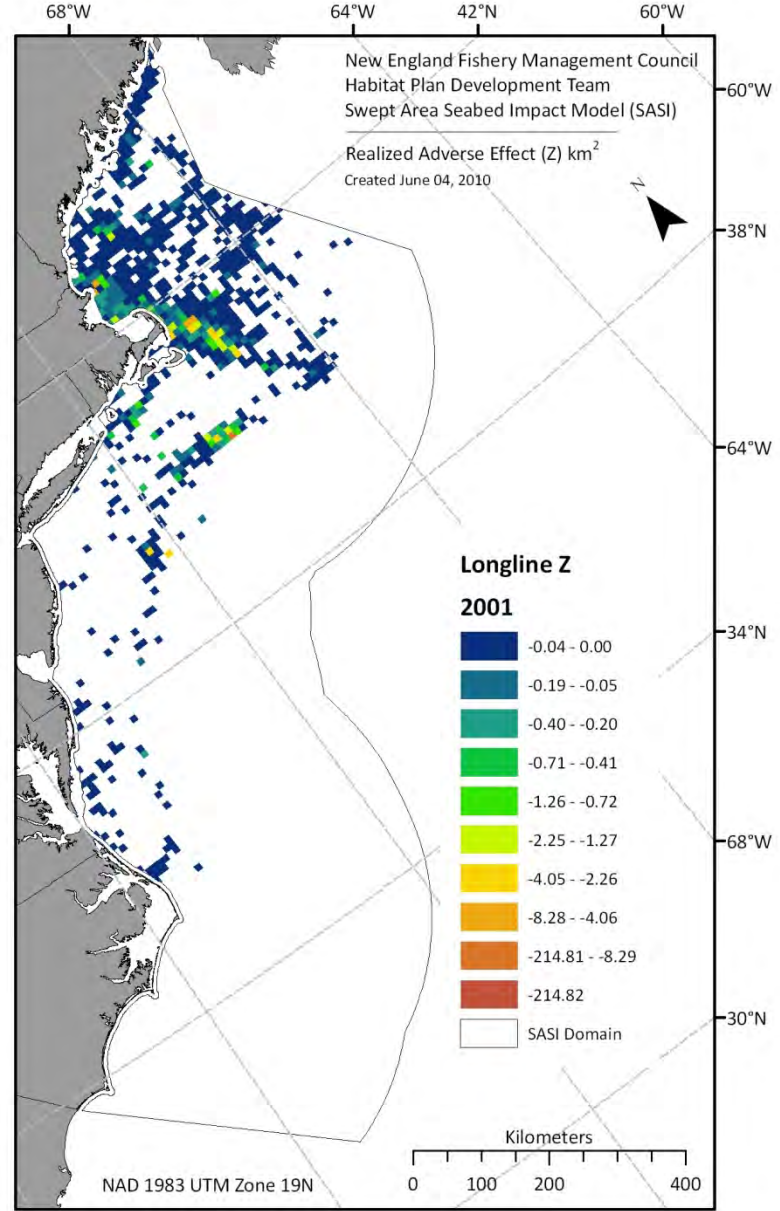 68°W 64°W 42°N 60°W
New England Fishery Management Council
Habitat Plan Development Team
Swept Area Seabed Impact Model (SASI)
Realized Adverse Effect (Z) km²
Created June 04, 2010
N
60°W
38°N
64°W
34°N
68°W
30°N
Longline Z
2001
-0.04 - 0.00
-0.19 - -0.05
-0.40 - -0.20
-0.71 - -0.41
-1.26 - -0.72
-2.25 - -1.27
-4.05 - -2.26
-8.28 - -4.06
-214.81 - -8.29
-214.82
SASI Domain
Kilometers
0 100 200 400
NAD 1983 UTM Zone 19N